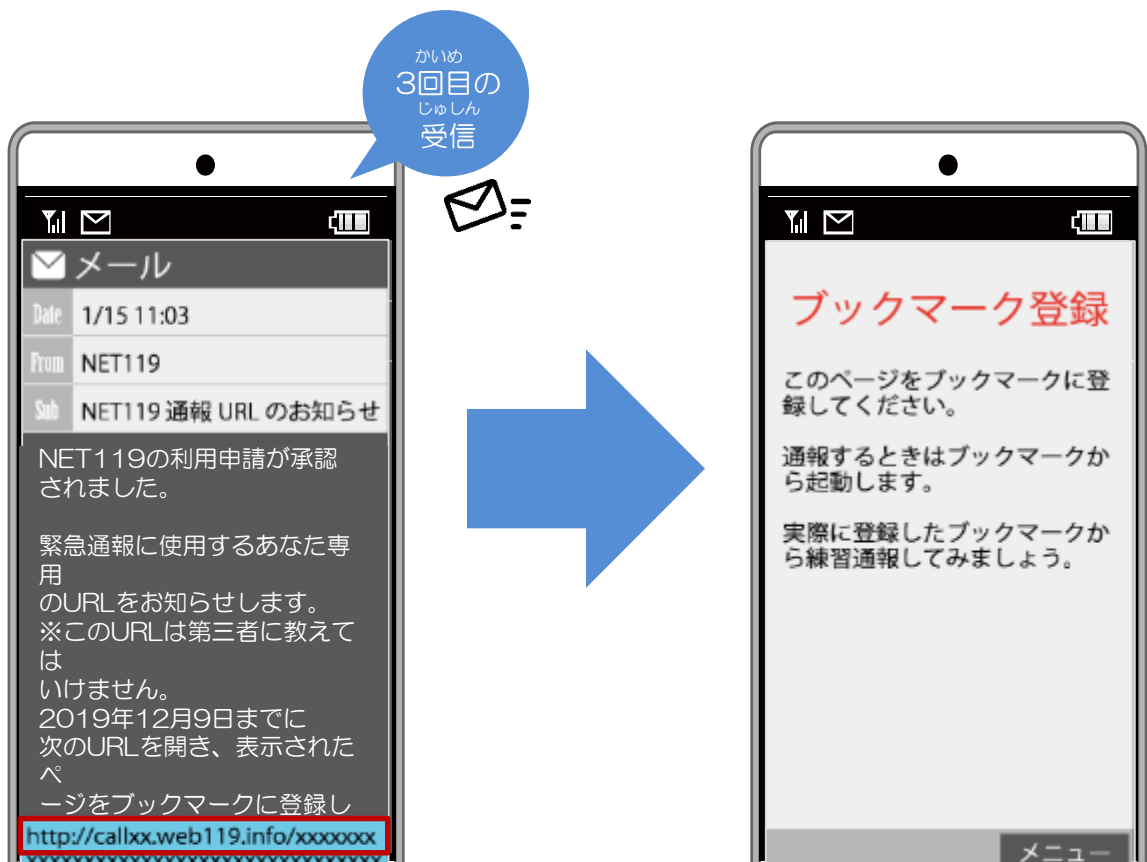 かいめ
3回目の
じゅしん
受信
メール
Date 1/15 11:03
From NET119
Sub NET119 通報 URL のお知らせ
NET119の利用申請が承認
されました。
緊急通報に使用するあなた専
用
のURLをお知らせします。
※このURLは第三者に教えて
は
いけません。
2019年12月9日までに
次のURLを開き、表示された
ペ
ージをブックマークに登録し
http://callxx.web119.info/xxxxxxx
ブックマーク登録
このページをブックマークに登
録してください。
通報するときはブックマークか
ら起動します。
実際に登録したブックマークか
ら練習通報してみましょう。
メニュー